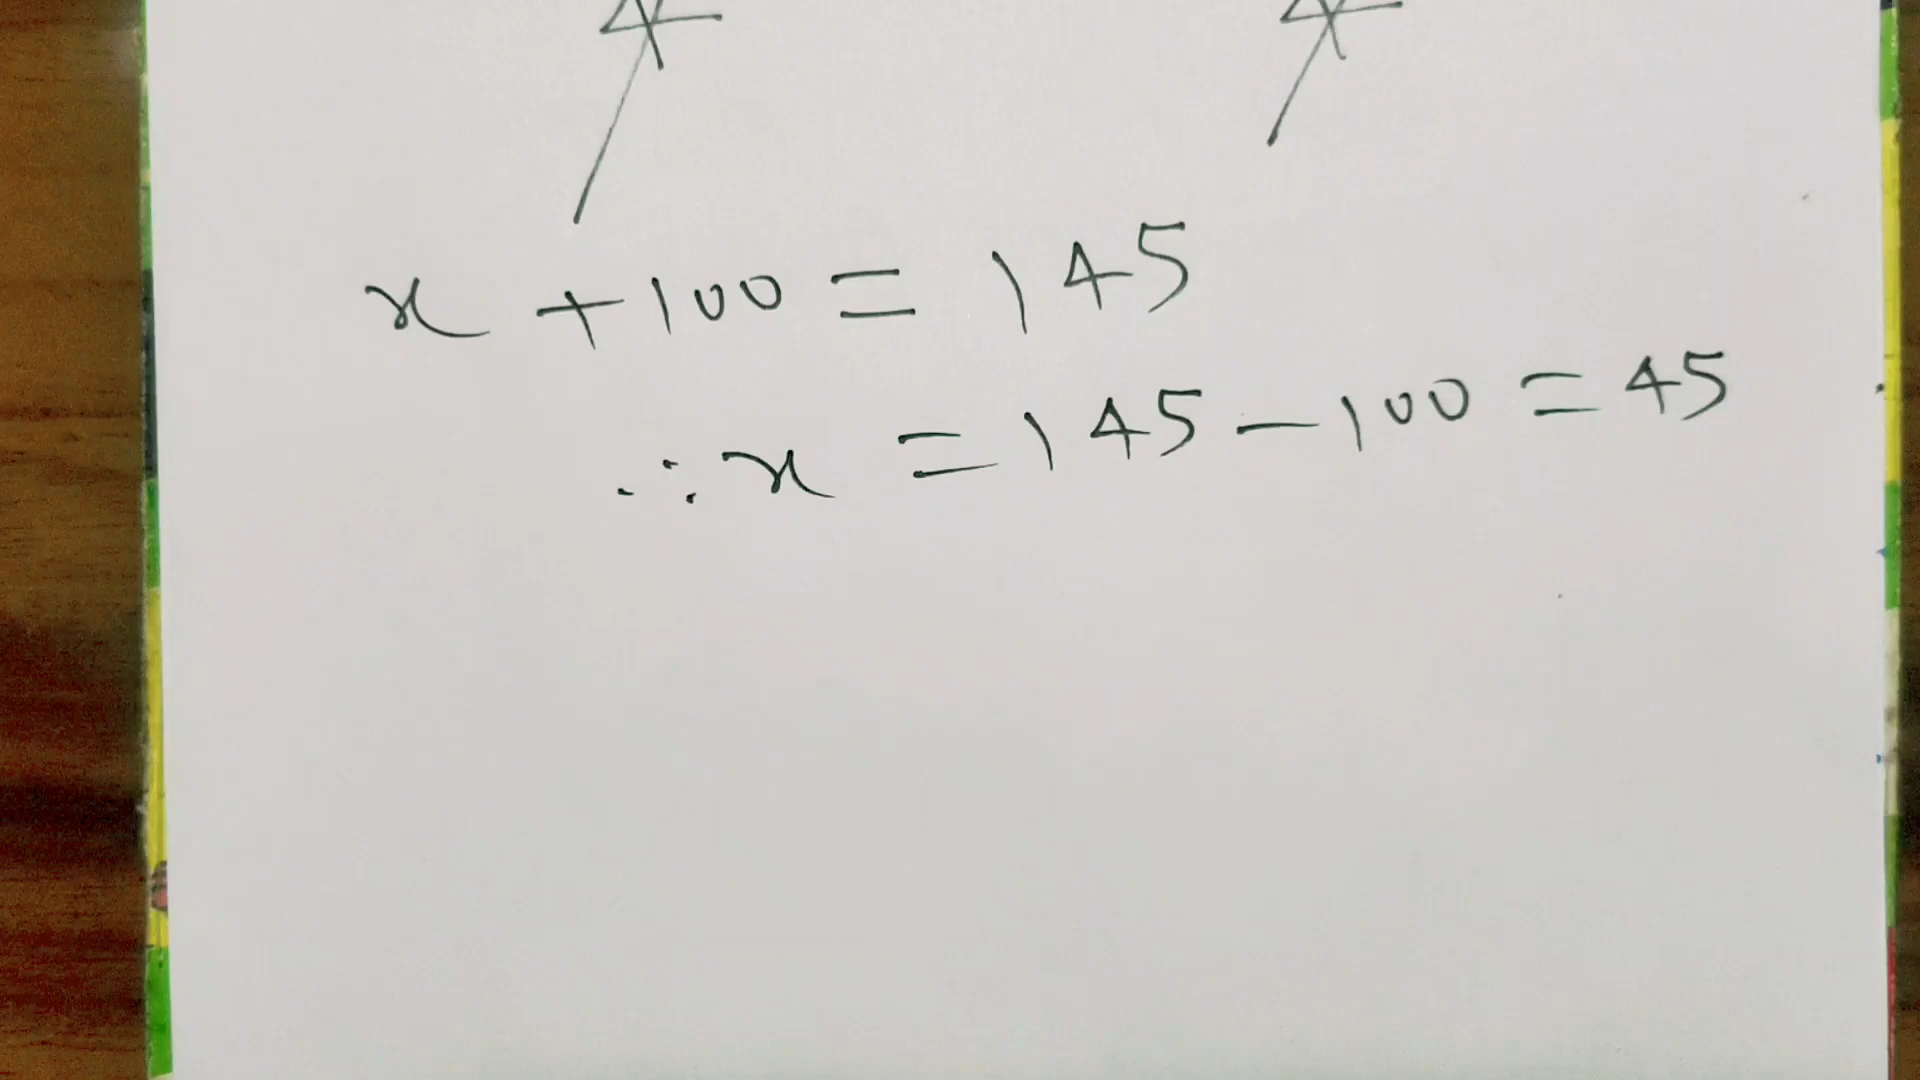 x + 100 = 145
∴ x = 145 - 100 = 45